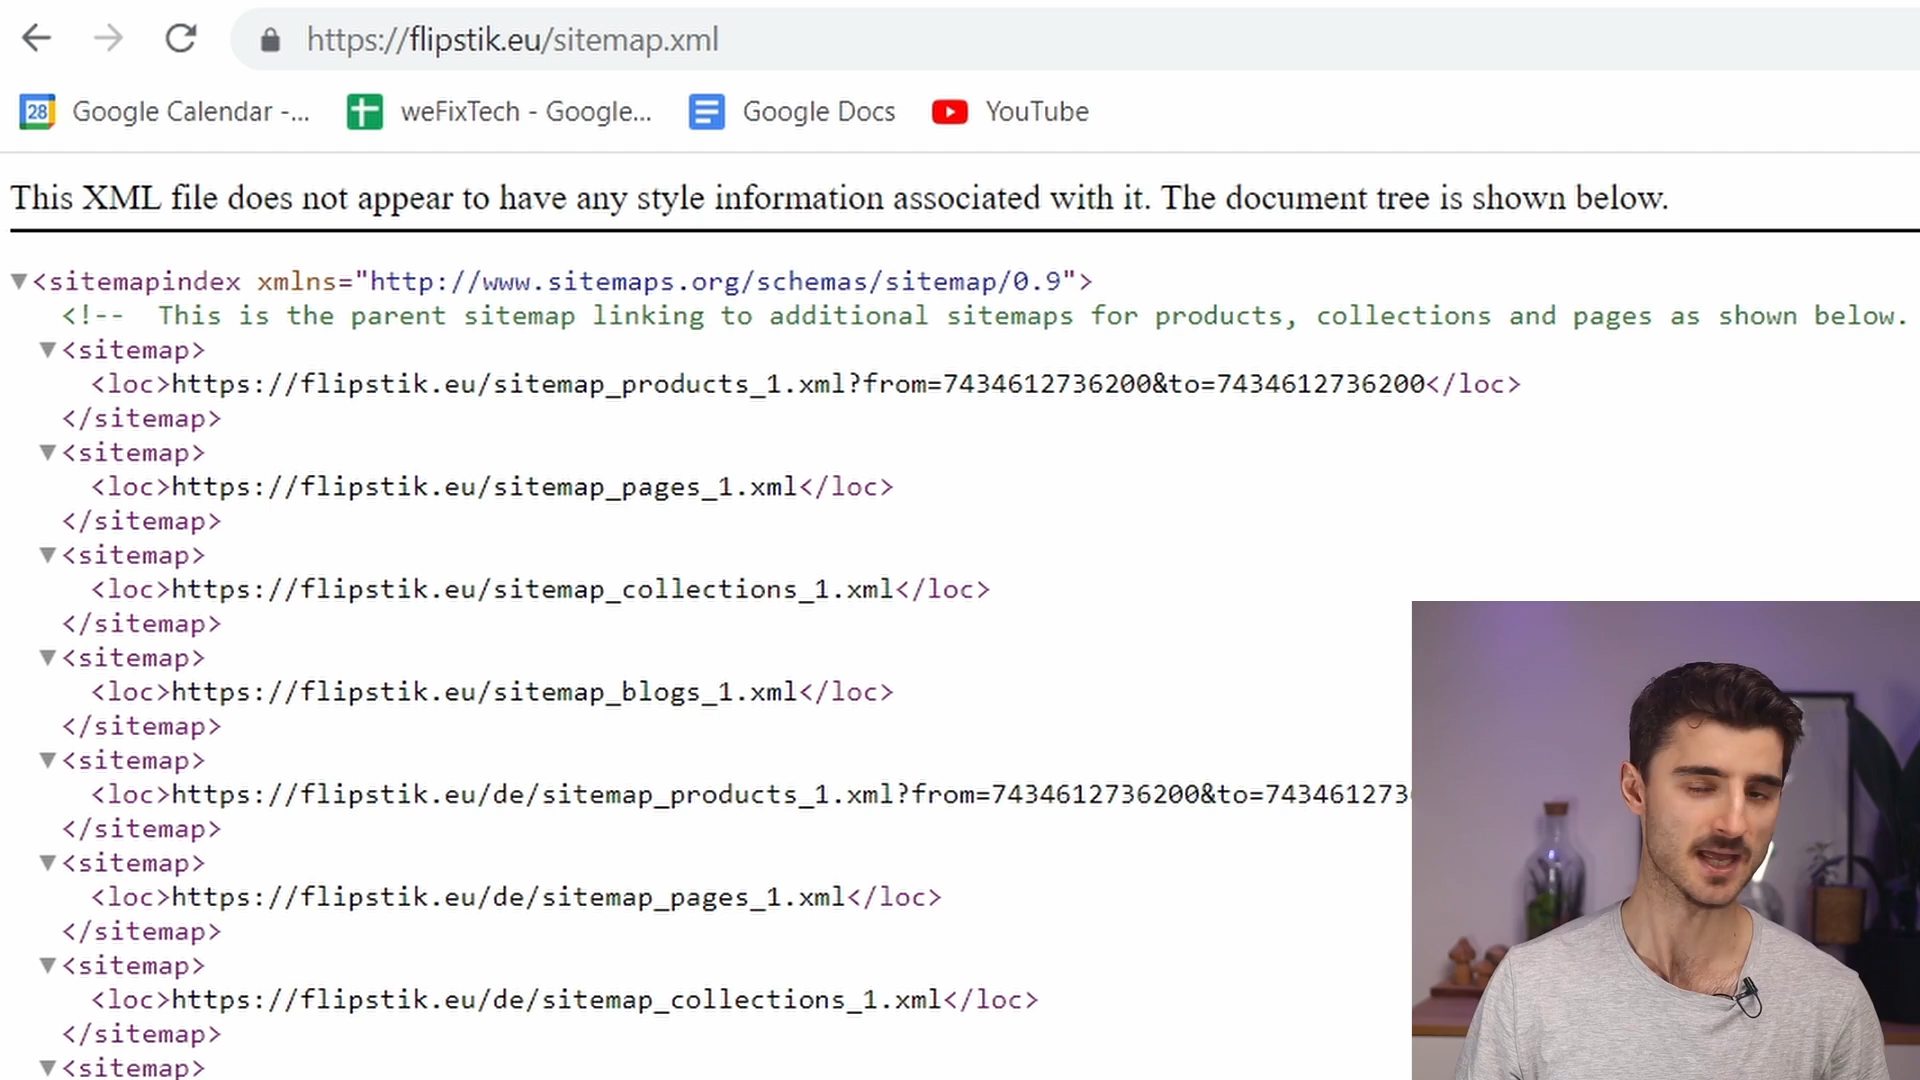 https://flipstik.eu/sitemap.xml
28 Google Calendar -... weFixTech - Google... Google Docs YouTube
This XML file does not appear to have any style information associated with it. The document tree is shown below.
<sitemapindex xmlns="http://www.sitemaps.org/schemas/sitemap/0.9">
<!-- This is the parent sitemap linking to additional sitemaps for products, collections and pages as shown below.
<sitemap>
<loc>https://flipstik.eu/sitemap_products_1.xml?from=7434612736200&to=7434612736200</loc>
</sitemap>
<sitemap>
<loc>https://flipstik.eu/sitemap_pages_1.xml</loc>
</sitemap>
<sitemap>
<loc>https://flipstik.eu/sitemap_collections_1.xml</loc>
</sitemap>
<sitemap>
<loc>https://flipstik.eu/sitemap_blogs_1.xml</loc>
</sitemap>
<sitemap>
<loc>https://flipstik.eu/de/sitemap_products_1.xml?from=7434612736200&to=743461273
</sitemap>
<sitemap>
<loc>https://flipstik.eu/de/sitemap_pages_1.xml</loc>
</sitemap>
<sitemap>
<loc>https://flipstik.eu/de/sitemap_collections_1.xml</loc>
</sitemap>
<sitemap>